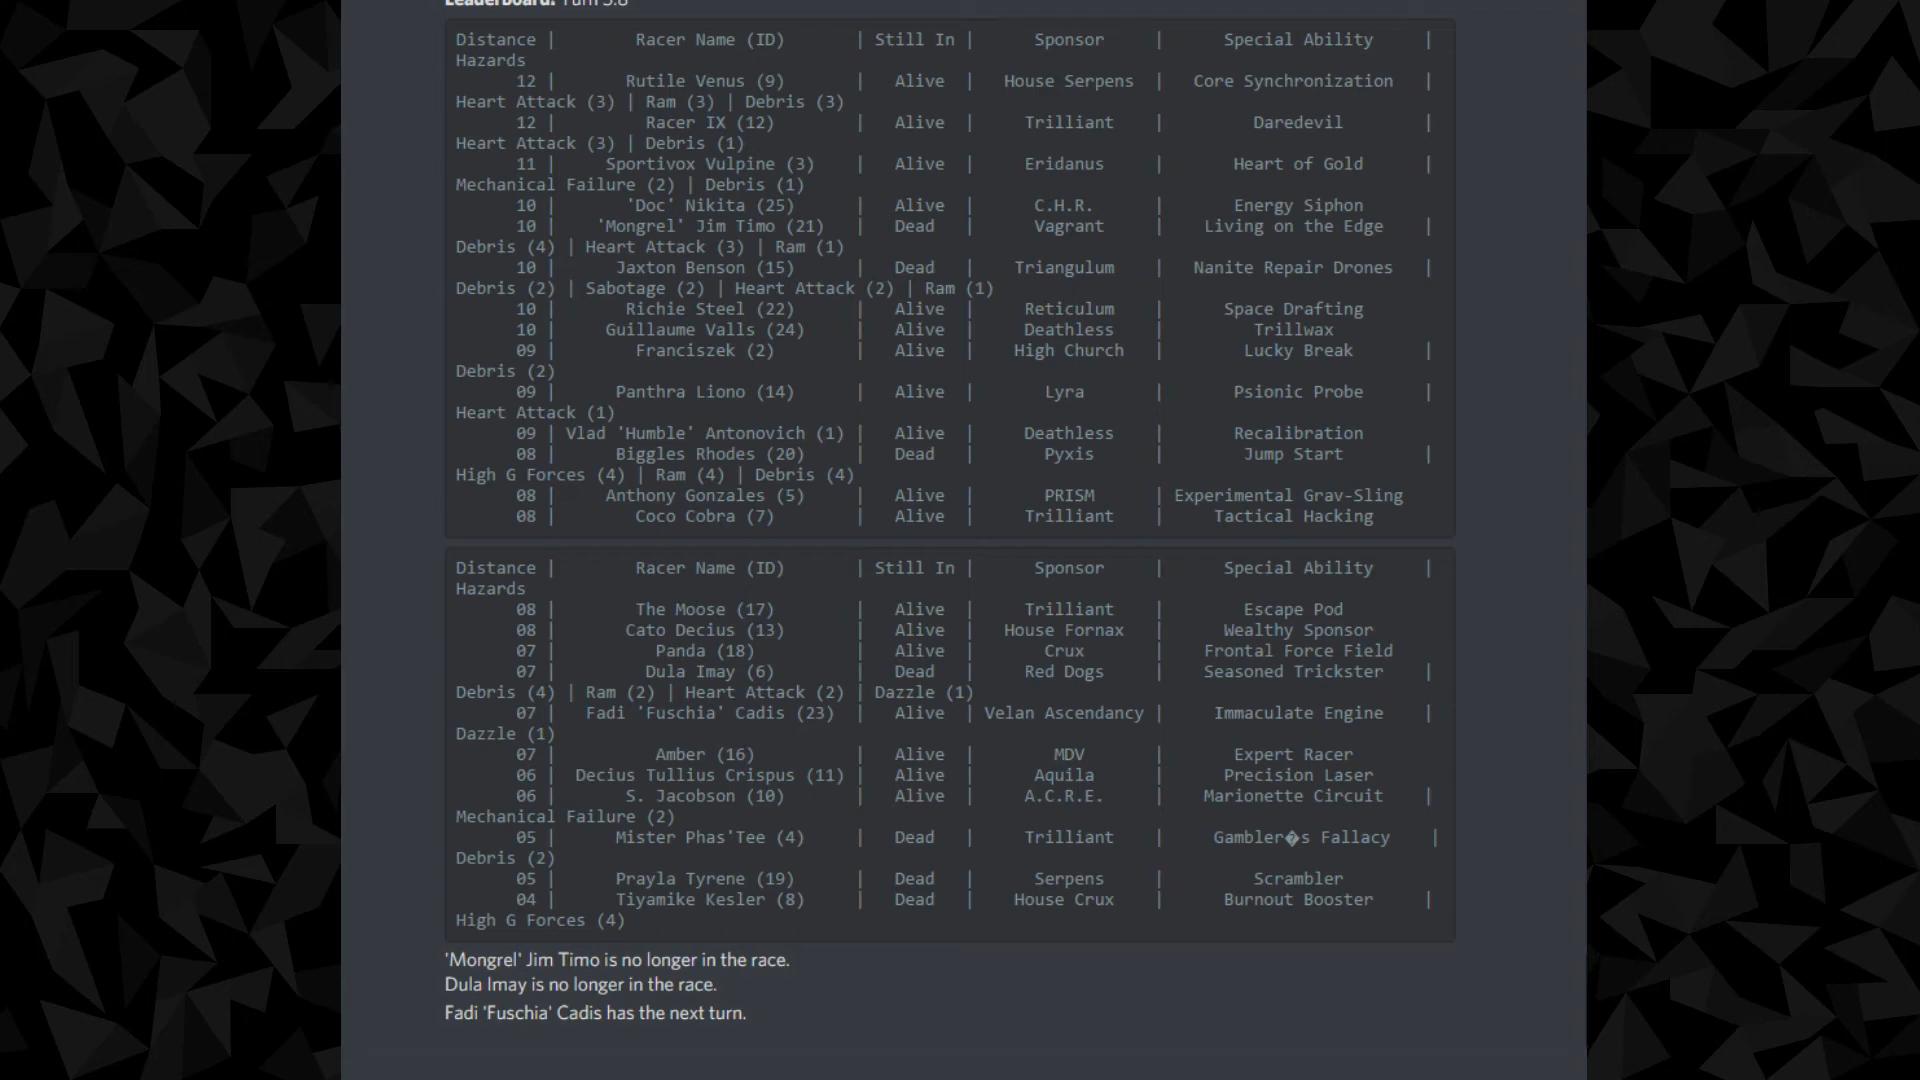 Leaderboard: Turn 5.8
Distance | Racer Name (ID) | Still In | Sponsor | Special Ability |
Hazards
12 | Rutile Venus (9) | Alive | House Serpens | Core Synchronization |
Heart Attack (3) | Ram (3) | Debris (3)
12 | Racer IX (12) | Alive | Trilliant | Daredevil |
Heart Attack (3) | Debris (1)
11 | Sportivox Vulpine (3) | Alive | Eridanus | Heart of Gold |
Mechanical Failure (2) | Debris (1)
10 | 'Doc' Nikita (25) | Alive | C.H.R. | Energy Siphon
10 | 'Mongrel' Jim Timo (21) | Dead | Vagrant | Living on the Edge |
Debris (4) | Heart Attack (3) | Ram (1)
10 | Jaxton Benson (15) | Dead | Triangulum | Nanite Repair Drones |
Debris (2) | Sabotage (2) | Heart Attack (2) | Ram (1)
10 | Richie Steel (22) | Alive | Reticulum | Space Drafting
10 | Guillaume Valls (24) | Alive | Deathless | Trillwax
09 | Franciszek (2) | Alive | High Church | Lucky Break |
Debris (2)
09 | Panthra Liono (14) | Alive | Lyra | Psionic Probe |
Heart Attack (1)
09 | Vlad 'Humble' Antonovich (1) | Alive | Deathless | Recalibration
08 | Biggles Rhodes (20) | Dead | Pyxis | Jump Start |
High G Forces (4) | Ram (4) | Debris (4)
08 | Anthony Gonzales (5) | Alive | PRISM | Experimental Grav-Sling
08 | Coco Cobra (7) | Alive | Trilliant | Tactical Hacking
Distance | Racer Name (ID) | Still In | Sponsor | Special Ability |
Hazards
08 | The Moose (17) | Alive | Trilliant | Escape Pod
08 | Cato Decius (13) | Alive | House Fornax | Wealthy Sponsor
07 | Panda (18) | Alive | Crux | Frontal Force Field
07 | Dula Imay (6) | Dead | Red Dogs | Seasoned Trickster |
Debris (4) | Ram (2) | Heart Attack (2) | Dazzle (1)
07 | Fadi 'Fuschia' Cadis (23) | Alive | Velan Ascendancy | Immaculate Engine |
Dazzle (1)
07 | Amber (16) | Alive | MDV | Expert Racer
06 | Decius Tullius Crispus (11) | Alive | Aquila | Precision Laser
06 | S. Jacobson (10) | Alive | A.C.R.E. | Marionette Circuit |
Mechanical Failure (2)
05 | Mister Phas'Tee (4) | Dead | Trilliant | Gambler�s Fallacy |
Debris (2)
05 | Prayla Tyrene (19) | Dead | Serpens | Scrambler
04 | Tiyamike Kesler (8) | Dead | House Crux | Burnout Booster |
High G Forces (4)
'Mongrel' Jim Timo is no longer in the race.
Dula Imay is no longer in the race.
Fadi 'Fuschia' Cadis has the next turn.